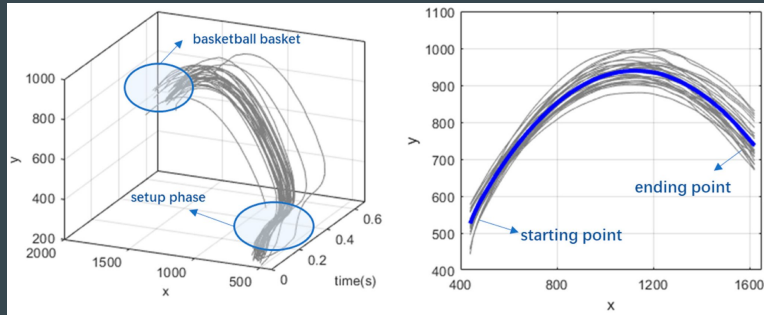 basketball basket
1000
800
600
400
200
y
setup phase
2000
1500
1000
500
x
0
0.2
0.4
0.6
time(s)
1100
1000
900
800
700
600
500
400
y
ending point
starting point
400
800
1200
1600
x